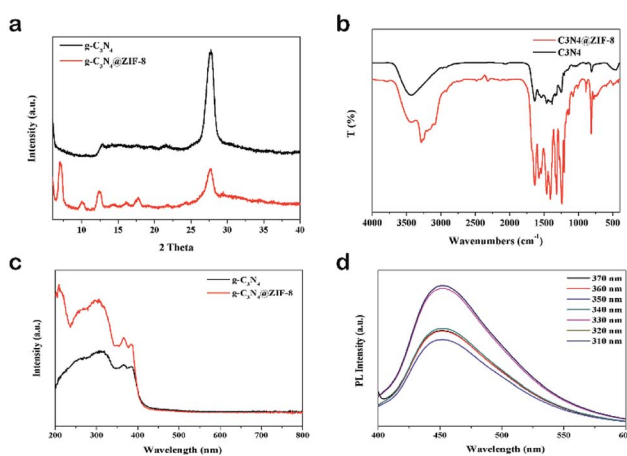 a
g-C₃N₄
g-C₃N₄@ZIF-8
Intensity (a.u.)
10 15 20 25 30 35 40
2 Theta
b
C3N4@ZIF-8
C3N4
T (%)
4000 3500 3000 2500 2000 1500 1000 500
Wavenumbers (cm⁻¹)
c
g-C₃N₄
g-C₃N₄@ZIF-8
Intensity (a.u.)
200 300 400 500 600 700 800
Wavelength (nm)
d
370 nm
360 nm
350 nm
340 nm
330 nm
320 nm
310 nm
PL Intensity (a.u.)
400 450 500 550 600
Wavelength (nm)